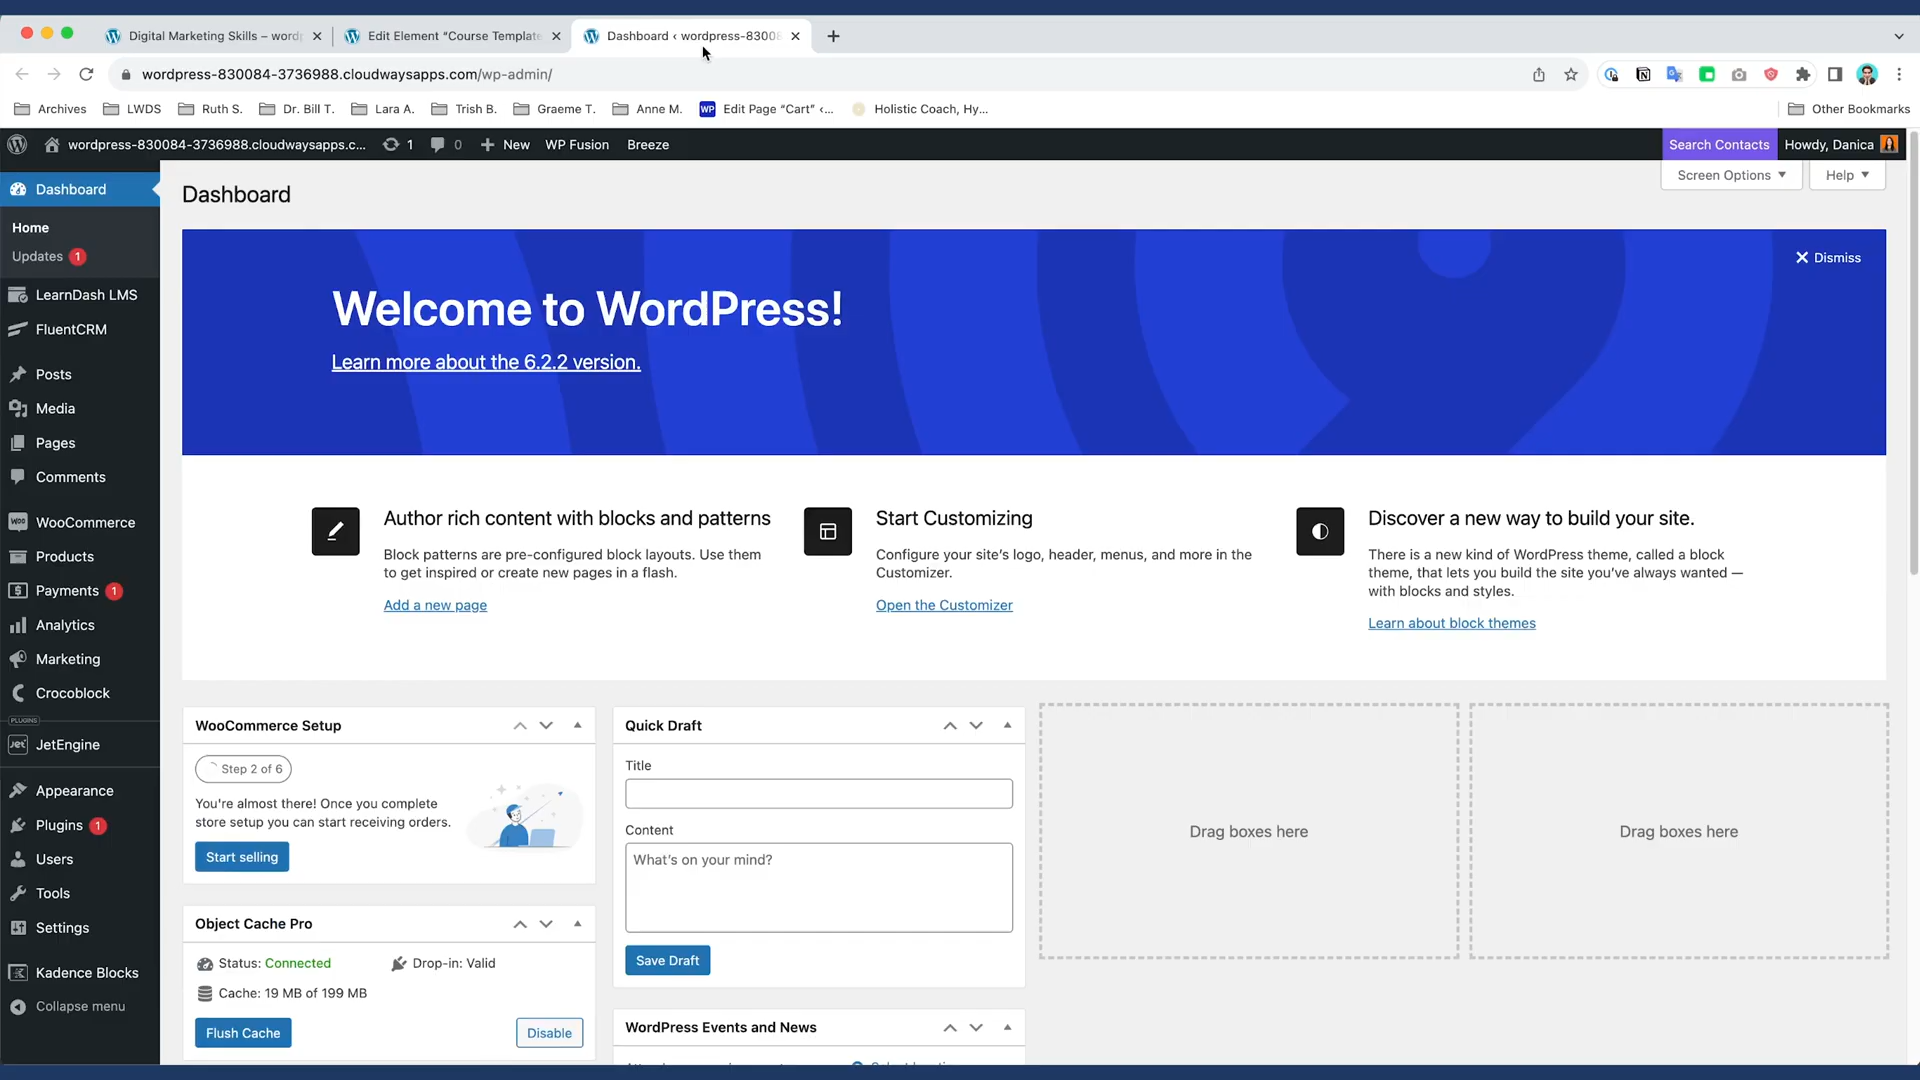 Digital Marketing Skills – word
Edit Element “Course Template
Dashboard ‹ wordpress-83008
wordpress-830084-3736988.cloudwaysapps.com/wp-admin/
Archives
LWDS
Ruth S.
Dr. Bill T.
Lara A.
Trish B.
Graeme T.
Anne M.
WP
Edit Page “Cart” ‹...
Holistic Coach, Hy...
Other Bookmarks
wordpress-830084-3736988.cloudwaysapps.c...
1
0
New
WP Fusion
Breeze
Search Contacts
Howdy, Danica
Dashboard
Home
Updates 1
LearnDash LMS
FluentCRM
Posts
Media
Pages
Comments
WooCommerce
Products
Payments 1
Analytics
Marketing
Crocoblock
PLUGINS
Jet JetEngine
Appearance
Plugins 1
Users
Tools
Settings
Kadence Blocks
Collapse menu
Dashboard
Screen Options
Help
Dismiss
Welcome to WordPress!
Learn more about the 6.2.2 version.
Author rich content with blocks and patterns
Block patterns are pre-configured block layouts. Use them
to get inspired or create new pages in a flash.
Add a new page
Start Customizing
Configure your site’s logo, header, menus, and more in the
Customizer.
Open the Customizer
Discover a new way to build your site.
There is a new kind of WordPress theme, called a block
theme, that lets you build the site you’ve always wanted —
with blocks and styles.
Learn about block themes
WooCommerce Setup
Step 2 of 6
You're almost there! Once you complete
store setup you can start receiving orders.
Start selling
Object Cache Pro
Status: Connected
Drop-in: Valid
Cache: 19 MB of 199 MB
Flush Cache
Disable
Quick Draft
Title
Content
What’s on your mind?
Save Draft
WordPress Events and News
Drag boxes here
Drag boxes here